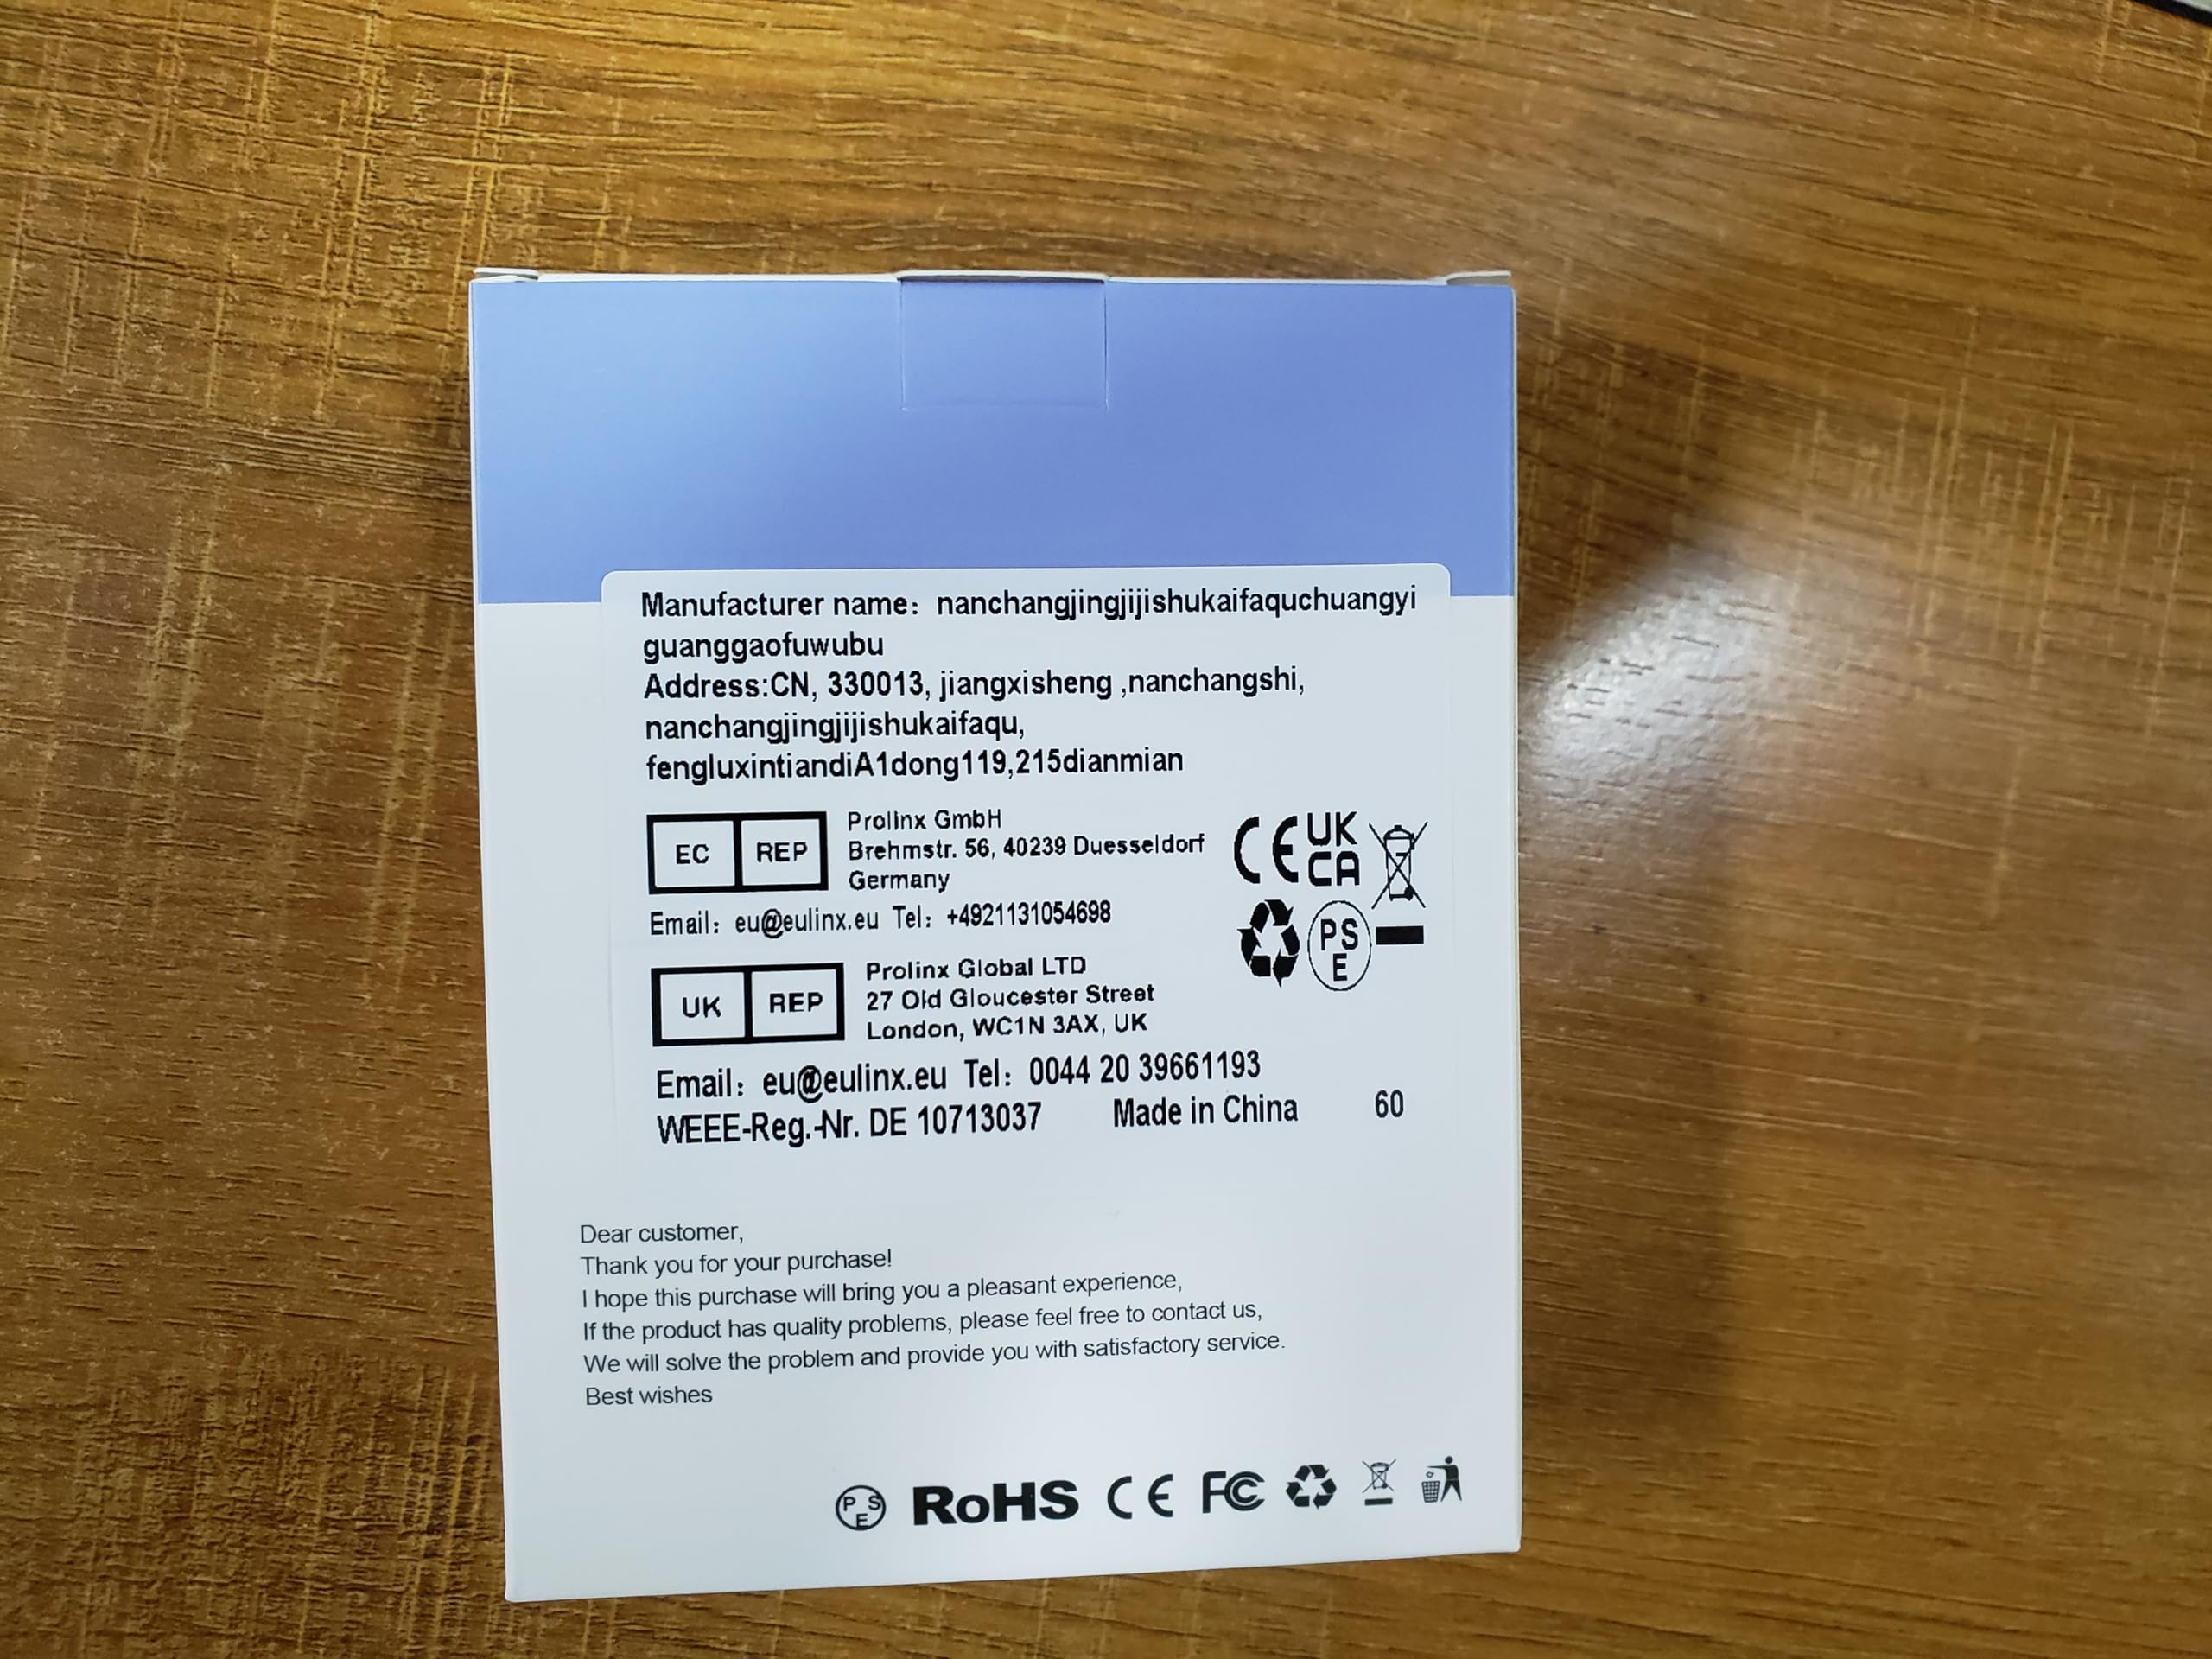 Manufacturer name：nanchangjingjijishukaifaquchuangyi
guanggaofuwubu
Address:CN, 330013, jiangxisheng ,nanchangshi,
nanchangjingjijishukaifaqu,
fengluxintiandiA1dong119,215dianmian
EC REP
Prolinx GmbH
Brehmstr. 56, 40239 Duesseldorf
Germany
Email：eu@eulinx.eu Tel：+4921131054698
CE UK CA
PS E
UK REP
Prolinx Global LTD
27 Old Gloucester Street
London, WC1N 3AX, UK
Email：eu@eulinx.eu Tel：0044 20 39661193
WEEE-Reg.-Nr. DE 10713037 Made in China 60
Dear customer,
Thank you for your purchase!
I hope this purchase will bring you a pleasant experience,
If the product has quality problems, please feel free to contact us,
We will solve the problem and provide you with satisfactory service.
Best wishes
PSE RoHS CE FC